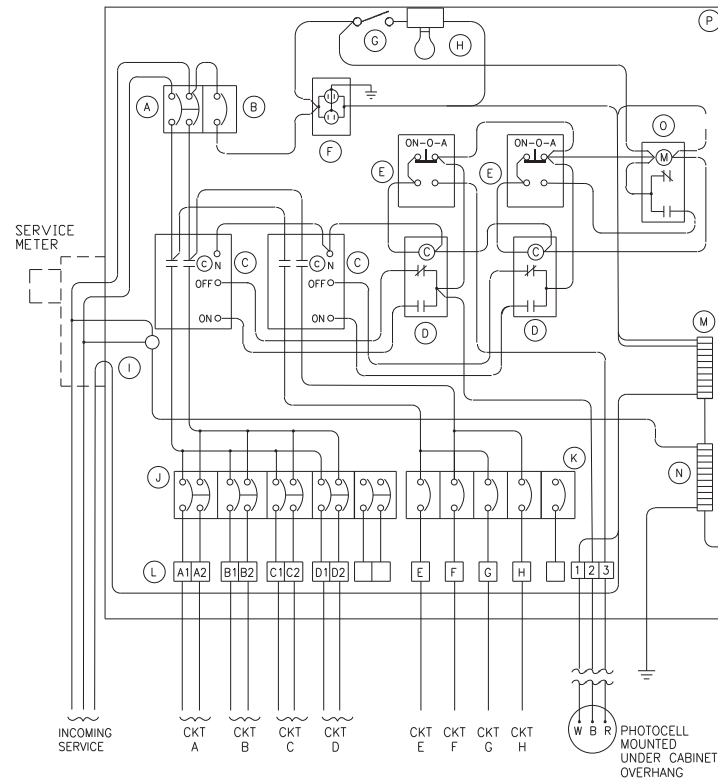 P
G
H
A
B
F
O
M
ON-O-A
ON-O-A
E
E
SERVICE
METER
C
N
C
C
N
C
C
C
OFF
OFF
ON
ON
D
D
M
I
J
K
N
L
A1 A2
B1 B2
C1 C2
D1 D2
E
F
G
H
1 2 3
INCOMING
SERVICE
CKT
A
CKT
B
CKT
C
CKT
D
CKT
E
CKT
F
CKT
G
CKT
H
W B R
PHOTOCELL
MOUNTED
UNDER CABINET
OVERHANG